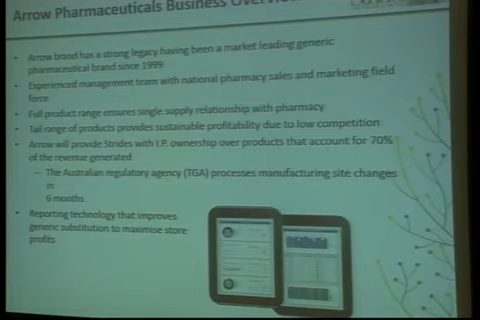 Arrow Pharmaceuticals Business
• Arrow brand has a strong legacy having been a market leading generic
pharmaceutical brand since 1999
• Experienced management team with national pharmacy sales and marketing field
force
• Full product range ensures single supply relationship with pharmacy
• Tail range of products provides sustainable profitability due to low competition
• Arrow will provide Strides with I.P. ownership over products that account for 70%
of the revenue generated
– The Australian regulatory agency (TGA) processes manufacturing site changes
in
6 months
• Reporting technology that improves
generic substitution to maximise store
profits